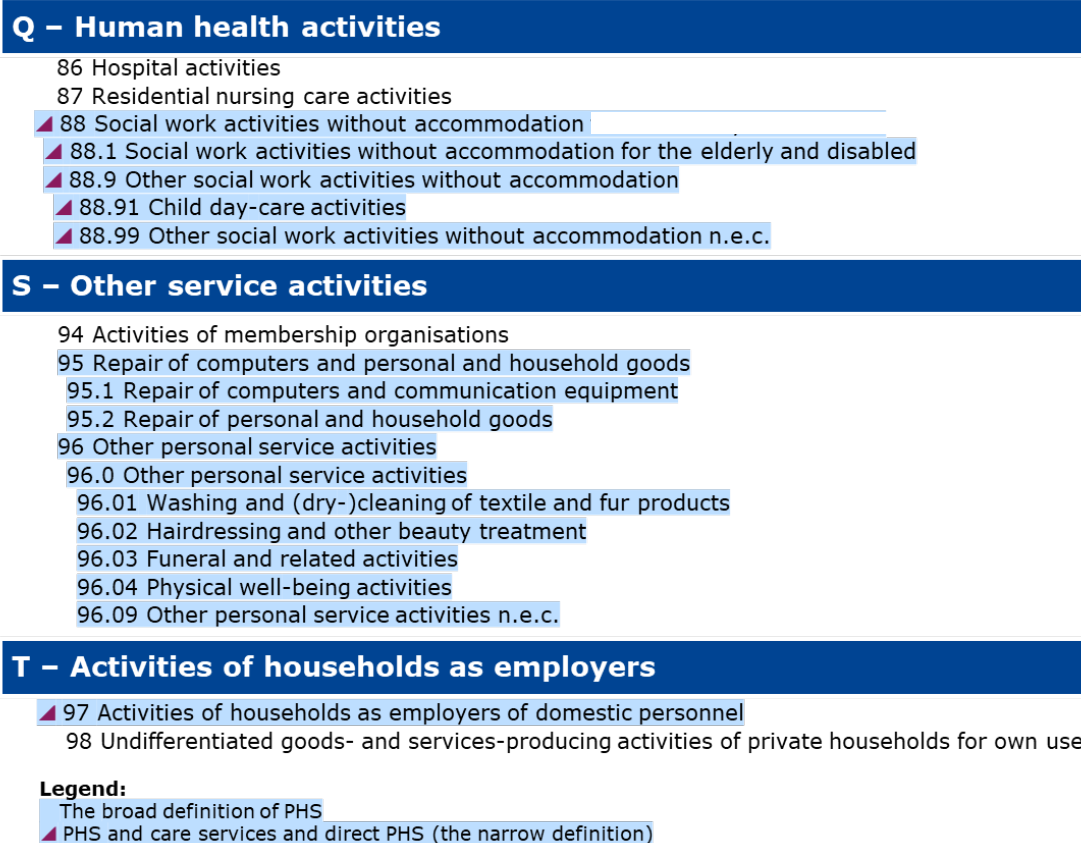 Q – Human health activities
86 Hospital activities
87 Residential nursing care activities
88 Social work activities without accommodation
88.1 Social work activities without accommodation for the elderly and disabled
88.9 Other social work activities without accommodation
88.91 Child day-care activities
88.99 Other social work activities without accommodation n.e.c.
S – Other service activities
94 Activities of membership organisations
95 Repair of computers and personal and household goods
95.1 Repair of computers and communication equipment
95.2 Repair of personal and household goods
96 Other personal service activities
96.0 Other personal service activities
96.01 Washing and (dry-)cleaning of textile and fur products
96.02 Hairdressing and other beauty treatment
96.03 Funeral and related activities
96.04 Physical well-being activities
96.09 Other personal service activities n.e.c.
T – Activities of households as employers
97 Activities of households as employers of domestic personnel
98 Undifferentiated goods- and services-producing activities of private households for own use
Legend:
The broad definition of PHS
PHS and care services and direct PHS (the narrow definition)